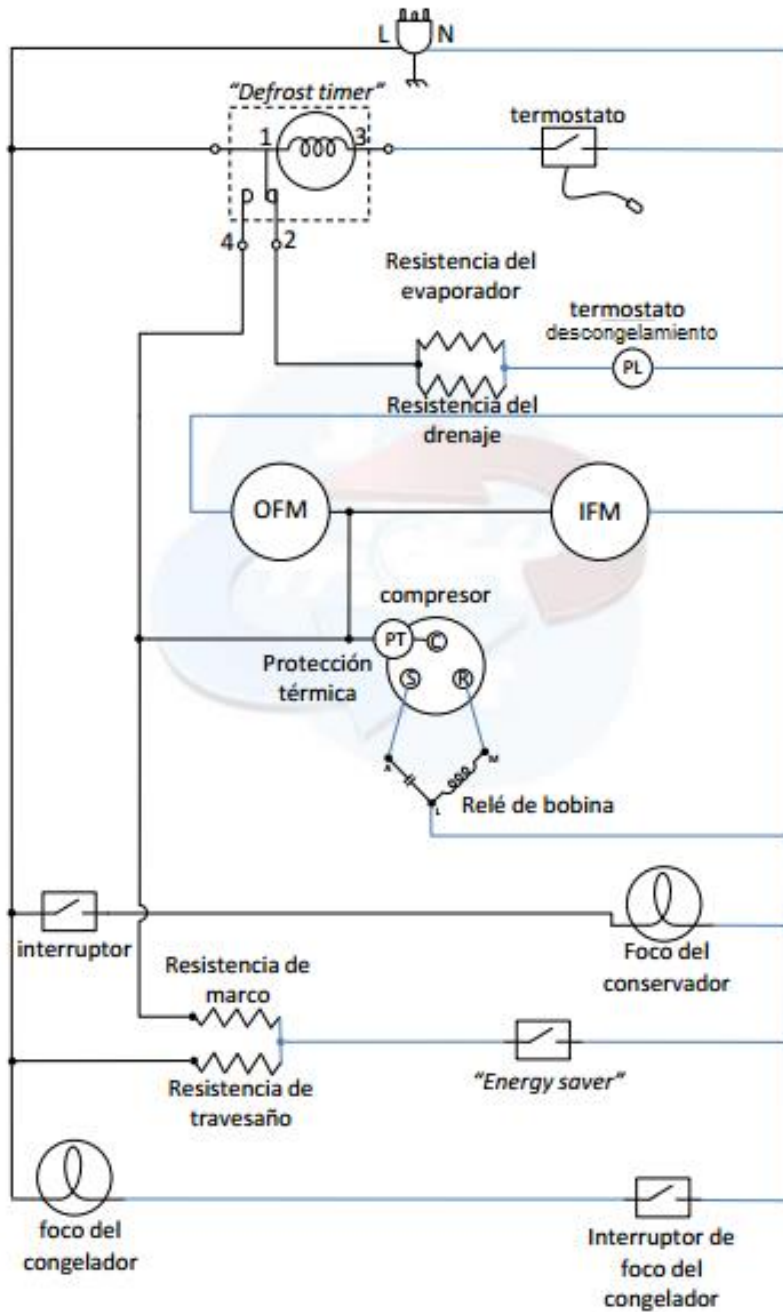 L N
“Defrost timer”
termostato
1 3
4 2
Resistencia del
evaporador
termostato
descongelamiento
PL
Resistencia del
drenaje
OFM IFM
compresor
PT C
Protección
térmica
S R
A M
L
Relé de bobina
interruptor
Foco del
conservador
Resistencia de
marco
Resistencia de
travesaño
“Energy saver”
foco del
congelador
Interruptor de
foco del
congelador